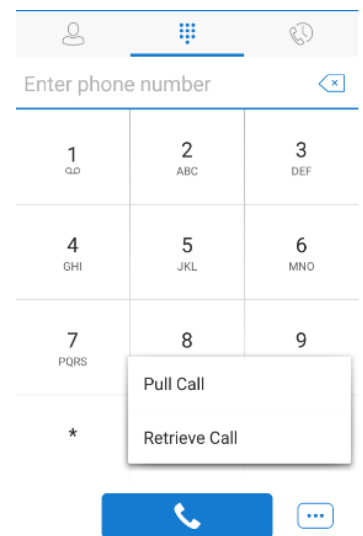 Enter phone number
1 2 3
ABC DEF
4 5 6
GHI JKL MNO
7 8 9
PQRS
Pull Call
*
Retrieve Call